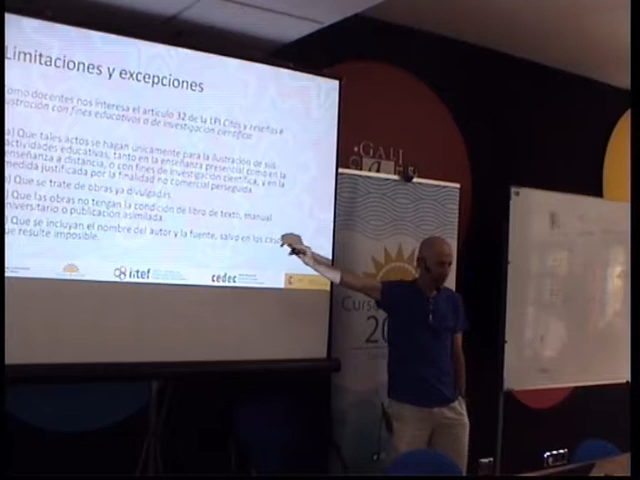 Limitaciones y excepciones
omo docentes nos interesa el artículo 32 de la LPI Citas y reseñas e
ustración con fines educativos o de investigación científica:
a) Que tales actos se hagan únicamente para la ilustración de sus
actividades educativas, tanto en la enseñanza presencial como en la
enseñanza a distancia, o con fines de investigación científica, y en la
medida justificada por la finalidad no comercial perseguida.
) Que se trate de obras ya divulgadas.
) Que las obras no tengan la condición de libro de texto, manual
universitario o publicación asimilada.
) Que se incluyan el nombre del autor y la fuente, salvo en los casos
ue resulte imposible.
intef
cedec
GALI
Curs
20